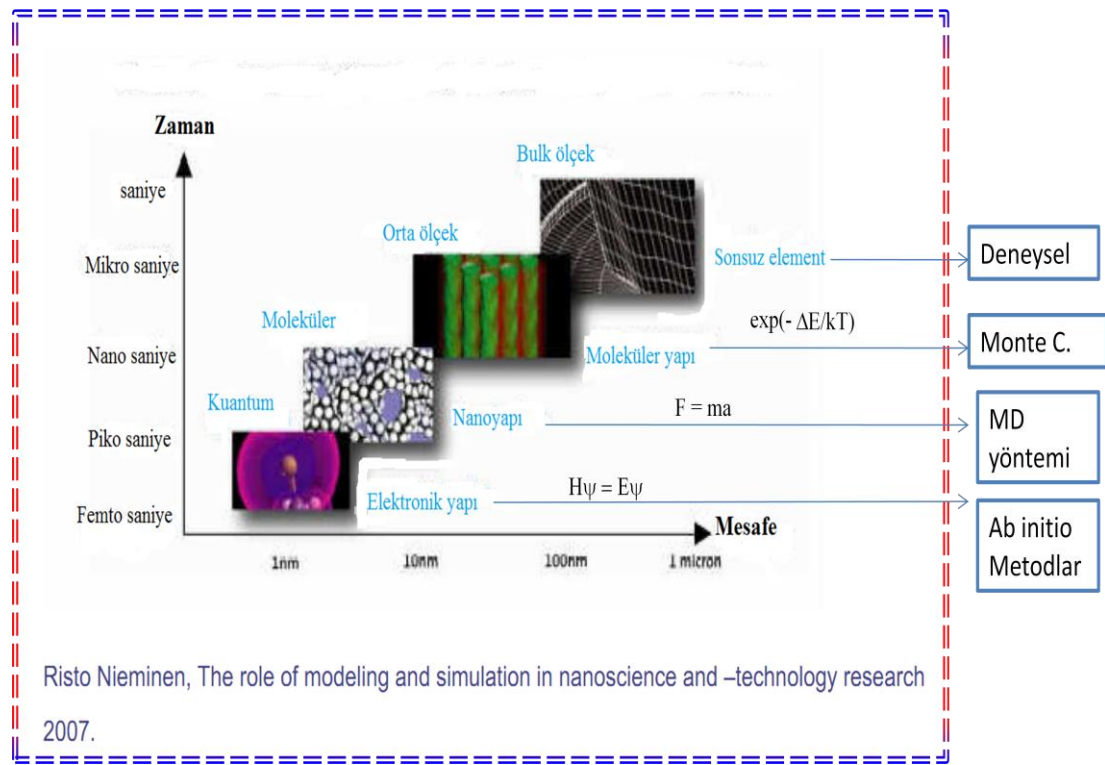 Zaman
Bulk ölçek
saniye
Orta ölçek
Mikro saniye
Sonsuz element
Deneysel
exp(- ΔE/kT)
Moleküler
Nano saniye
Moleküler yapı
Monte C.
Kuantum
F = ma
Nanoyapı
MD
yöntemi
Piko saniye
Hψ = Eψ
Elektronik yapı
Femto saniye
Ab initio
Metodlar
Mesafe
1nm
10nm
100nm
1 micron
Risto Nieminen, The role of modeling and simulation in nanoscience and –technology research
2007.